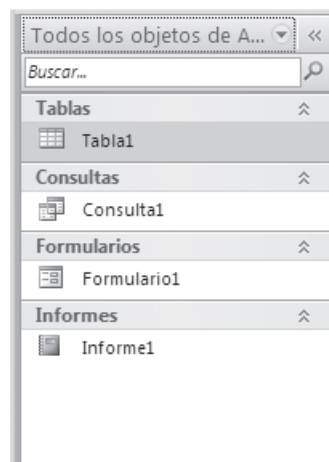 Todos los objetos de A...
Buscar...
Tablas
Tabla1
Consultas
Consulta1
Formularios
Formulario1
Informes
Informe1